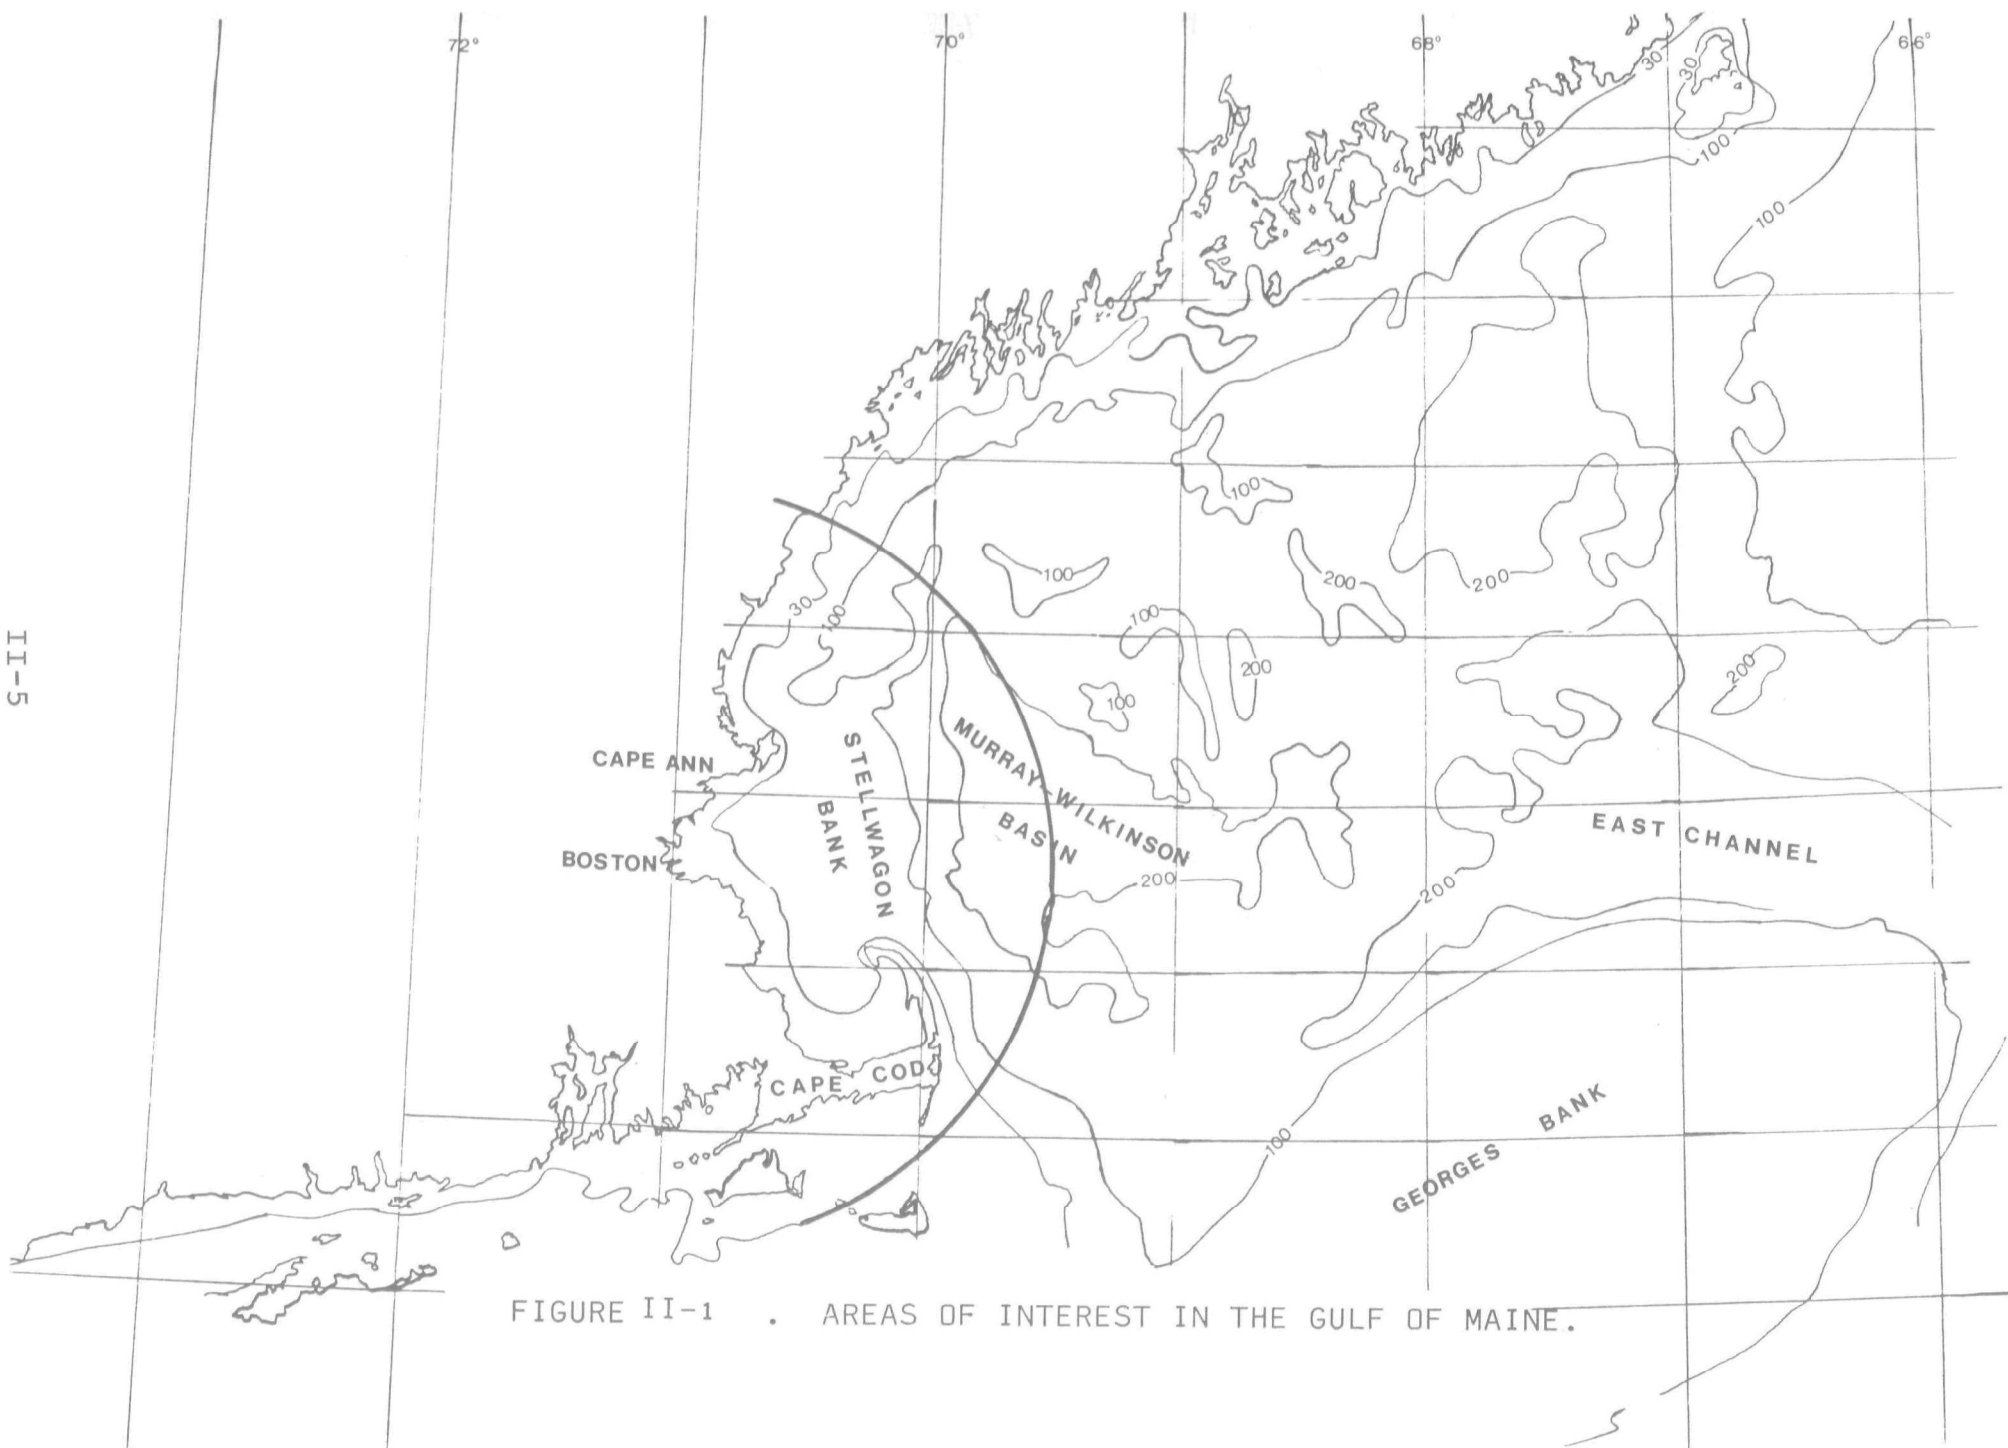 72°
70°
68°
66°
30
30
100
100
100
100
200
200
30
100
100
200
100
200
CAPE ANN
STELLWAGON
BANK
MURRAY-WILKINSON
BASIN
EAST CHANNEL
BOSTON
200
200
CAPE COD
100
GEORGES BANK
II-5
FIGURE II-1 . AREAS OF INTEREST IN THE GULF OF MAINE.